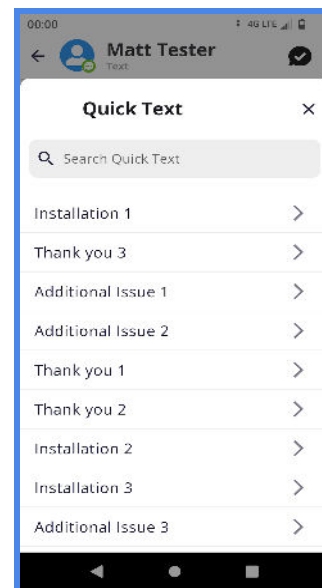 00:00
4G LTE
Matt Tester
Text
Quick Text
Search Quick Text
Installation 1
Thank you 3
Additional Issue 1
Additional Issue 2
Thank you 1
Thank you 2
Installation 2
Installation 3
Additional Issue 3